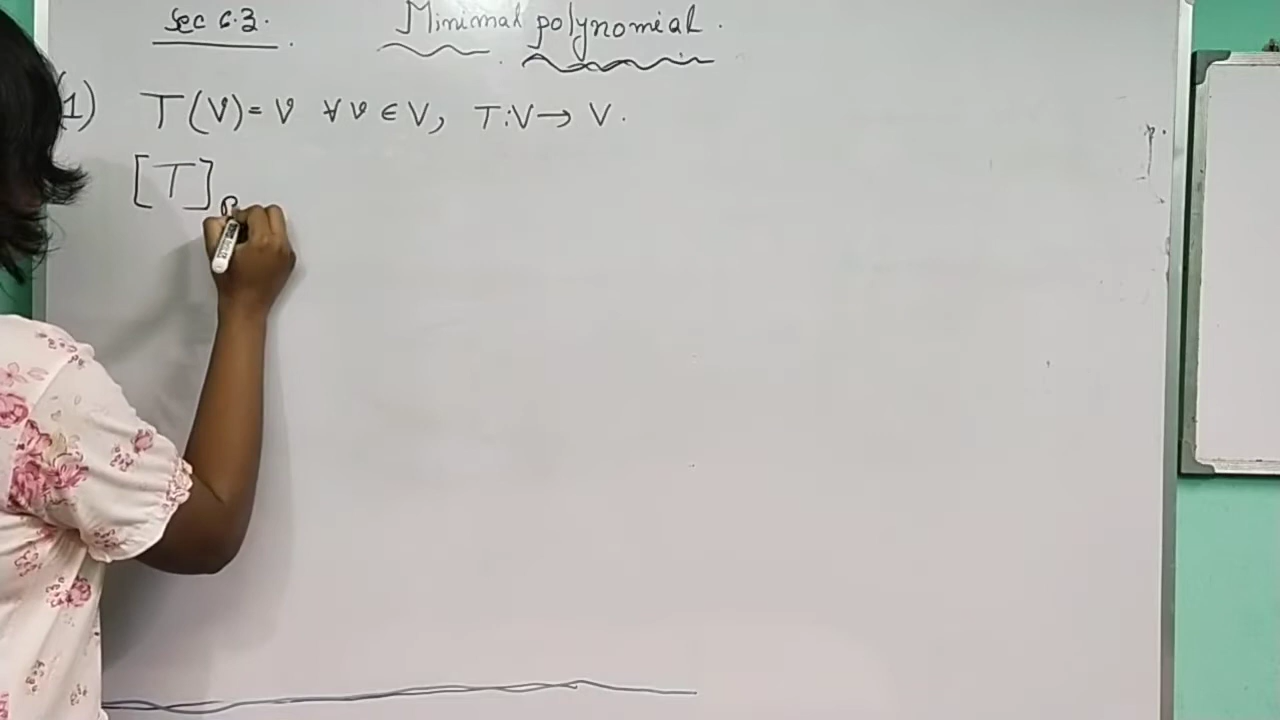 Sec 6.3.
Minimal polynomial.
(1) T(v) = v ∀ v ∈ V, T: V → V.
[T]